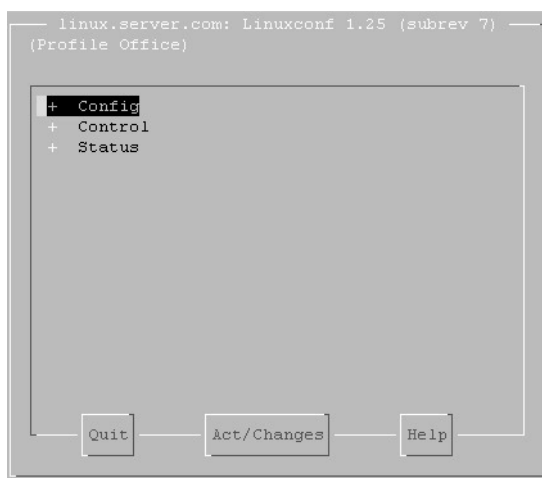 linux.server.com: Linuxconf 1.25 (subrev 7)
(Profile Office)
+ Config
+ Control
+ Status
Quit Act/Changes Help